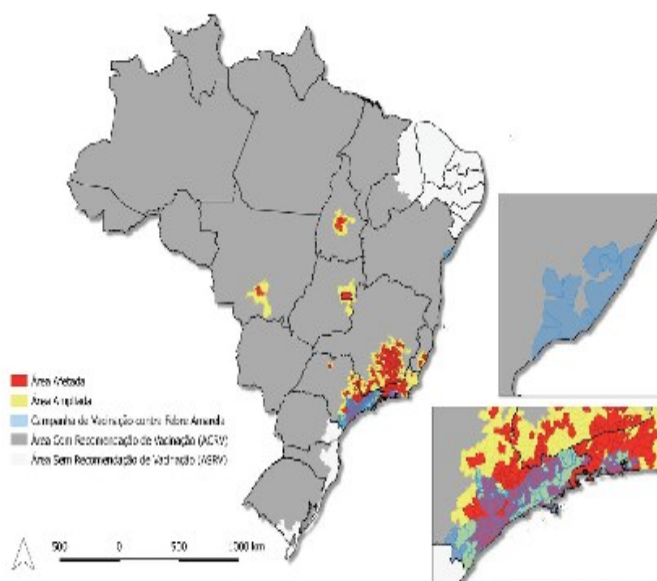 Área Afetada
Área Ampliada
Campanha de Vacinação contra Febre Amarela
Área Com Recomendação de Vacinação (ACRV)
Área Sem Recomendação de Vacinação (ASRV)
500 0 500 1000 km